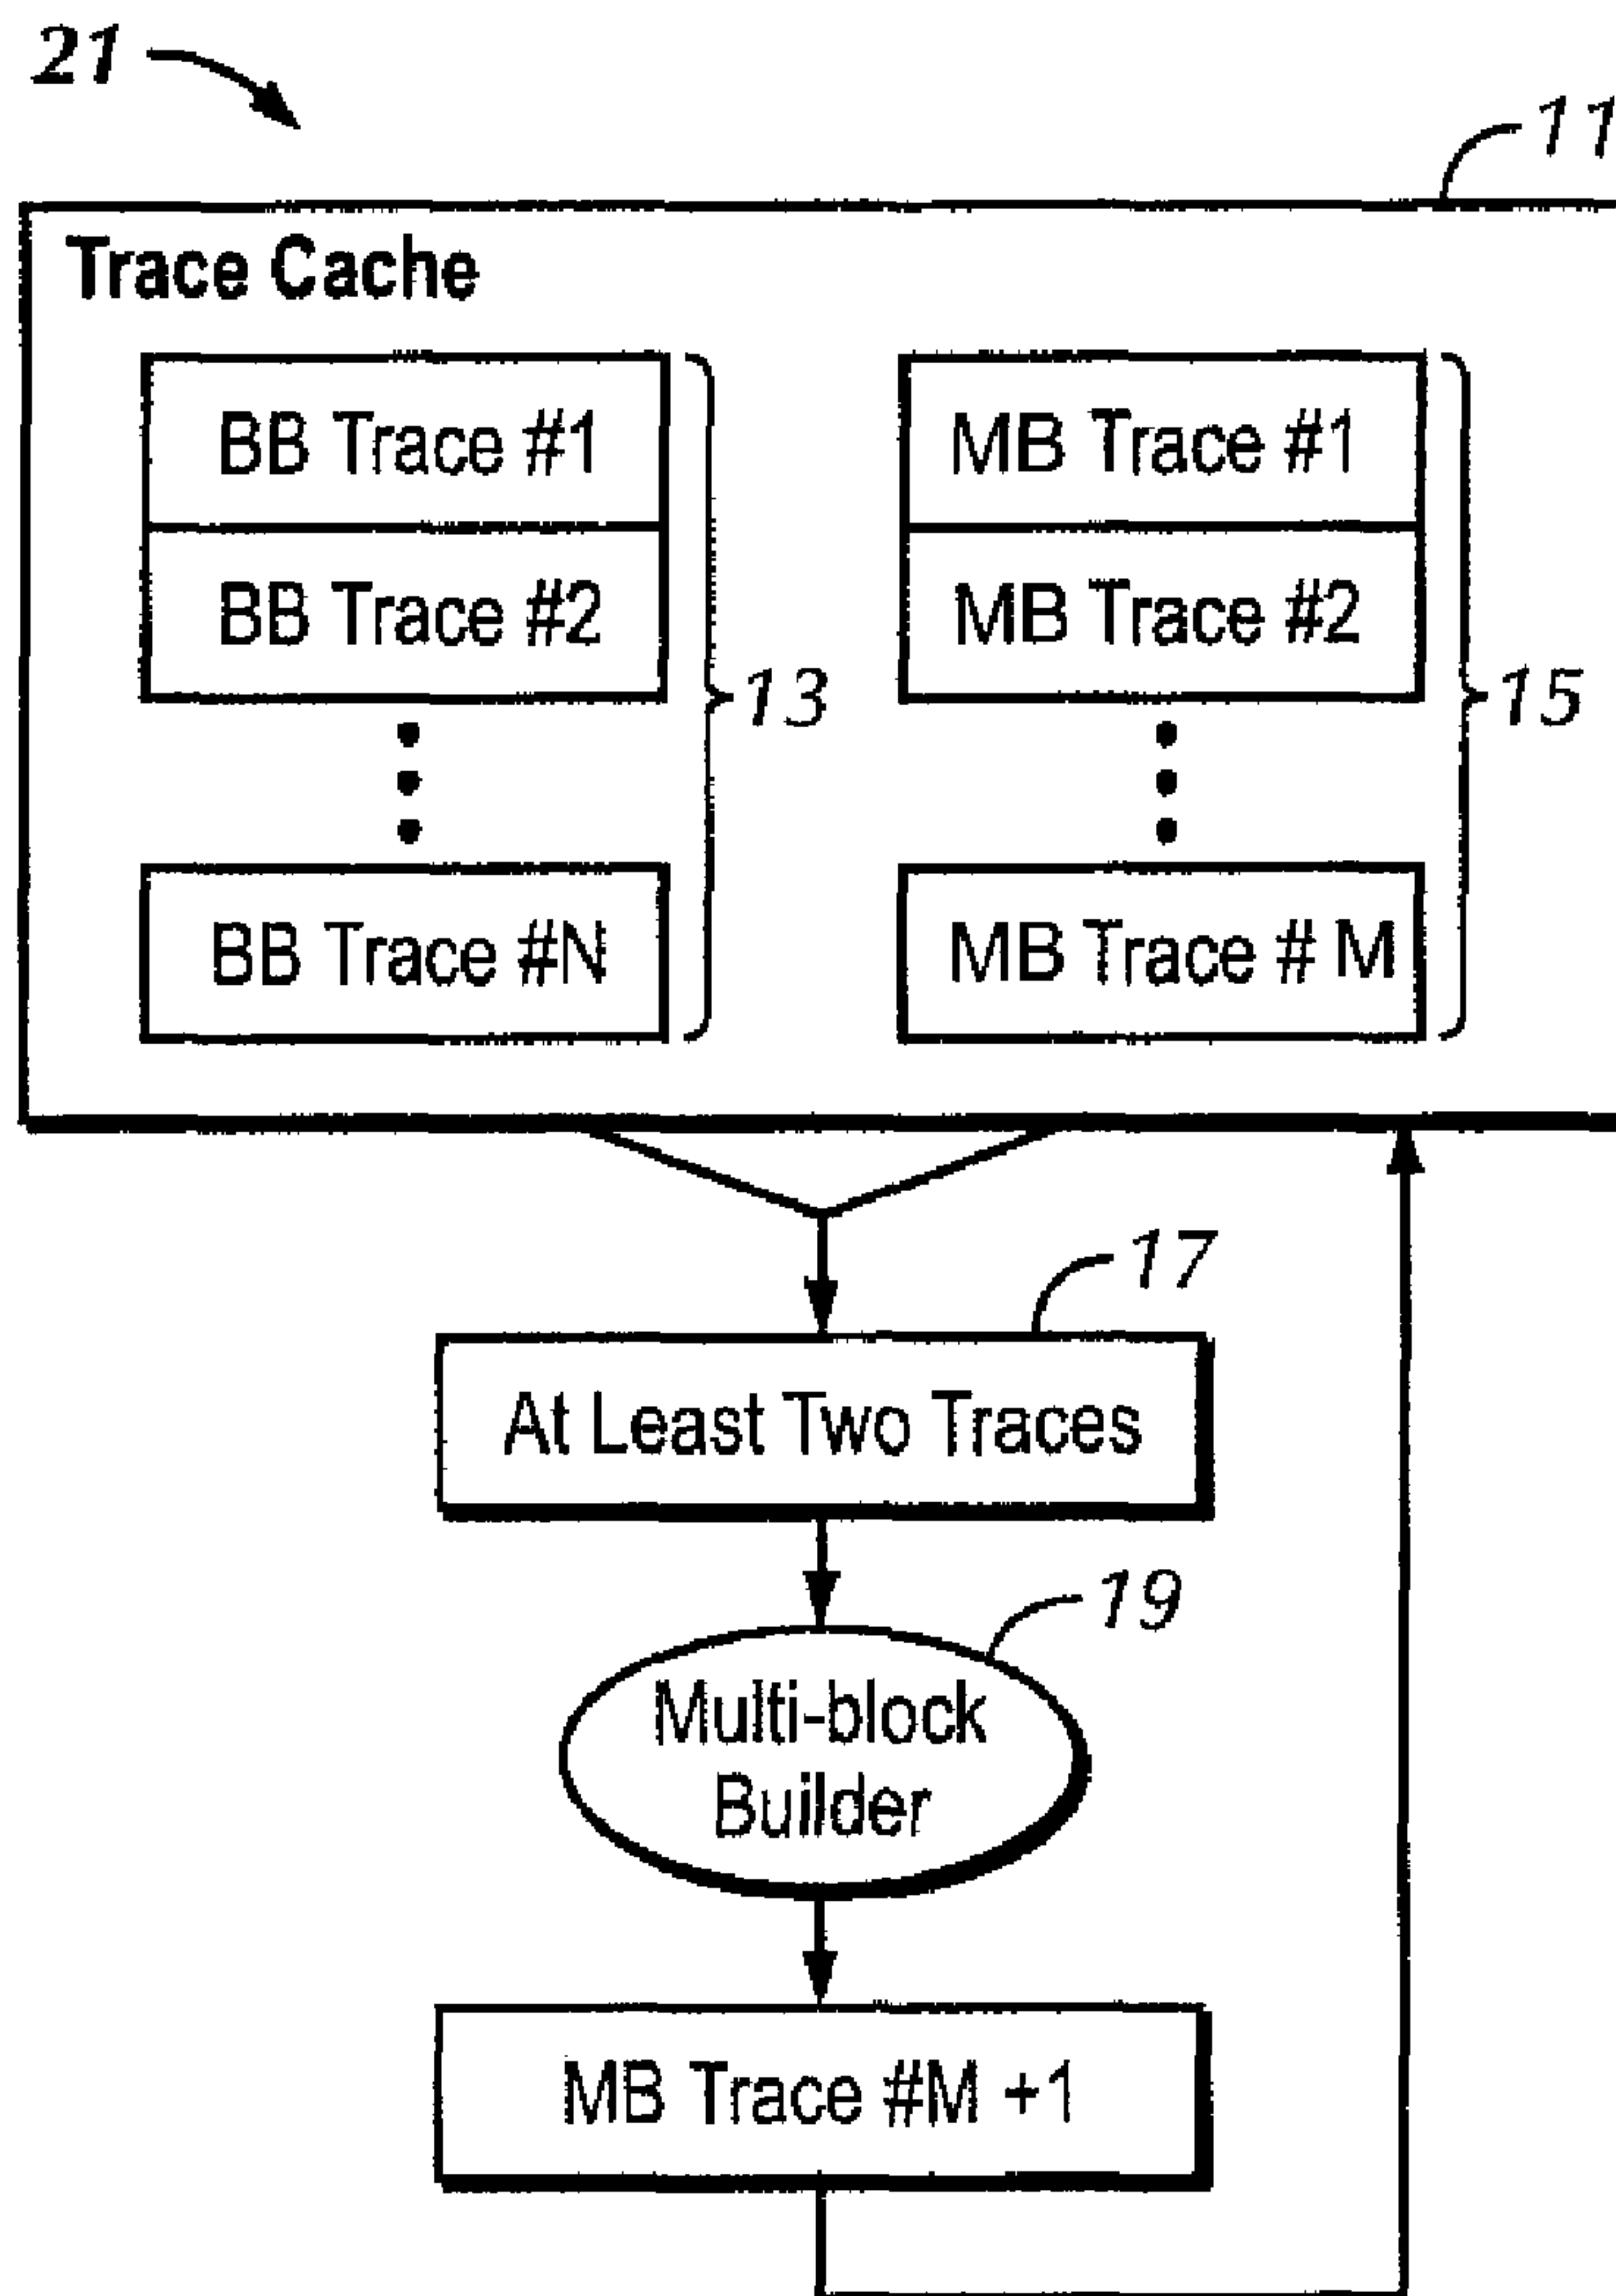 21
11
Trace Cache
BB Trace #1
BB Trace #2
13
BB Trace #N
MB Trace #1
MB Trace #2
15
MB Trace # M
17
At Least Two Traces
19
Multi-block
Builder
MB Trace #M +1